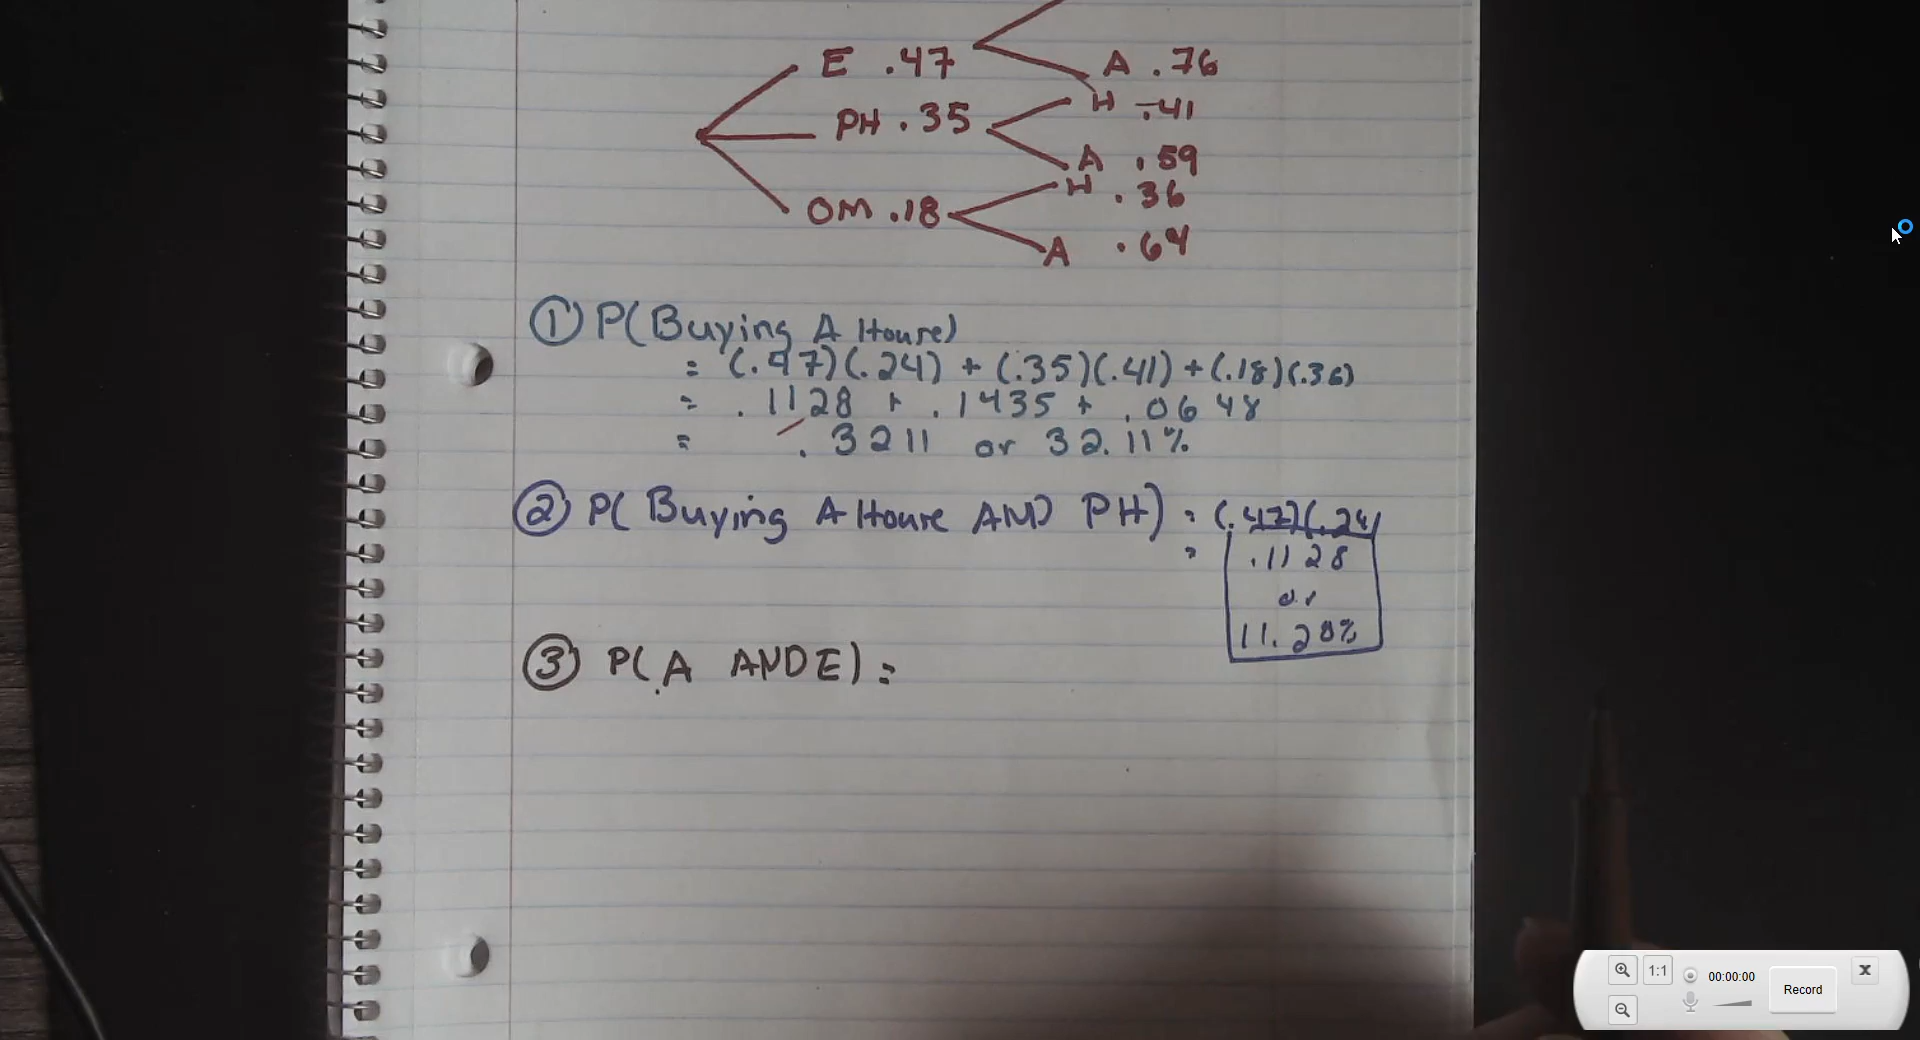 E .47
A .76
H .41
PH .35
A .59
H .36
OM .18
A .64
① P(Buying A House)
= (.47)(.24) + (.35)(.41) + (.18)(.36)
= .1128 + .1435 + .0648
= .3211 or 32.11%
② P(Buying A House AND PH) = (.47)(.24)
= .1128
or
11.28%
③ P(A AND E) =
1:1
00:00:00
Record